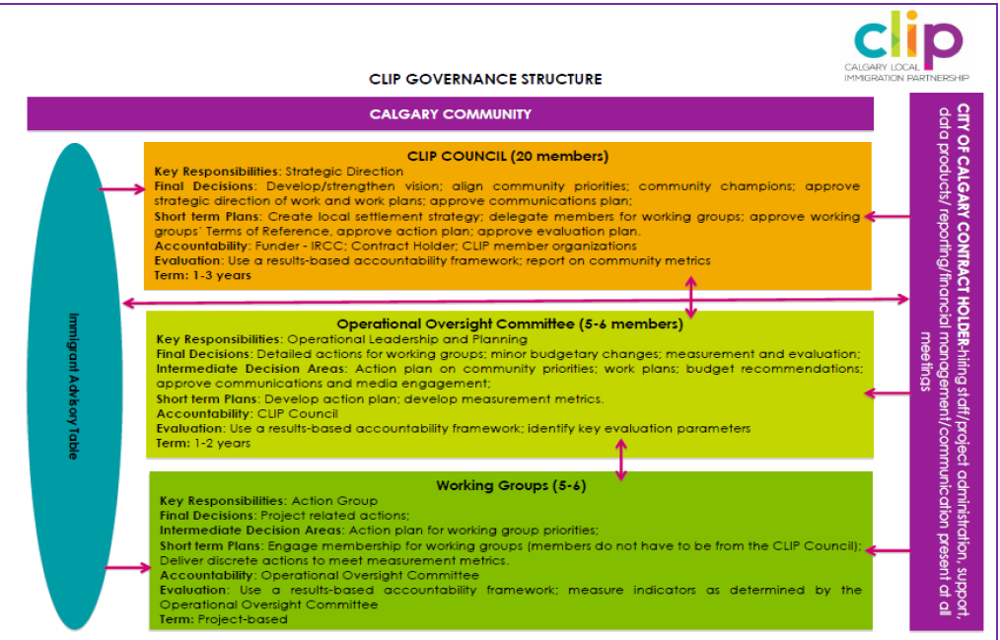 clip
CALGARY LOCAL
IMMIGRATION PARTNERSHIP
CLIP GOVERNANCE STRUCTURE
CALGARY COMMUNITY
CLIP COUNCIL (20 members)
Key Responsibilities: Strategic Direction
Final Decisions: Develop/strengthen vision; align community priorities; community champions; approve
strategic direction of work and work plans; approve communications plan;
Short term Plans: Create local settlement strategy; delegate members for working groups; approve working
groups' Terms of Reference, approve action plan; approve evaluation plan.
Accountability: Funder - IRCC; Contract Holder; CLIP member organizations
Evaluation: Use a results-based accountability framework; report on community metrics
Term: 1-3 years
Operational Oversight Committee (5-6 members)
Key Responsibilities: Operational Leadership and Planning
Final Decisions: Detailed actions for working groups; minor budgetary changes; measurement and evaluation;
Intermediate Decision Areas: Action plan on community priorities; work plans; budget recommendations;
approve communications and media engagement;
Short term Plans: Develop action plan; develop measurement metrics.
Accountability: CLIP Council
Evaluation: Use a results-based accountability framework; identify key evaluation parameters
Term: 1-2 years
Working Groups (5-6)
Key Responsibilities: Action Group
Final Decisions: Project related actions;
Intermediate Decision Areas: Action plan for working group priorities;
Short term Plans: Engage membership for working groups (members do not have to be from the CLIP Council);
Deliver discrete actions to meet measurement metrics.
Accountability: Operational Oversight Committee
Evaluation: Use a results-based accountability framework; measure indicators as determined by the
Operational Oversight Committee
Term: Project-based
Immigrant Advisory Table
CITY OF CALGARY CONTRACT HOLDER-hiring staff/project administration, support,
data products/ reporting/financial management/communication present at all
meetings